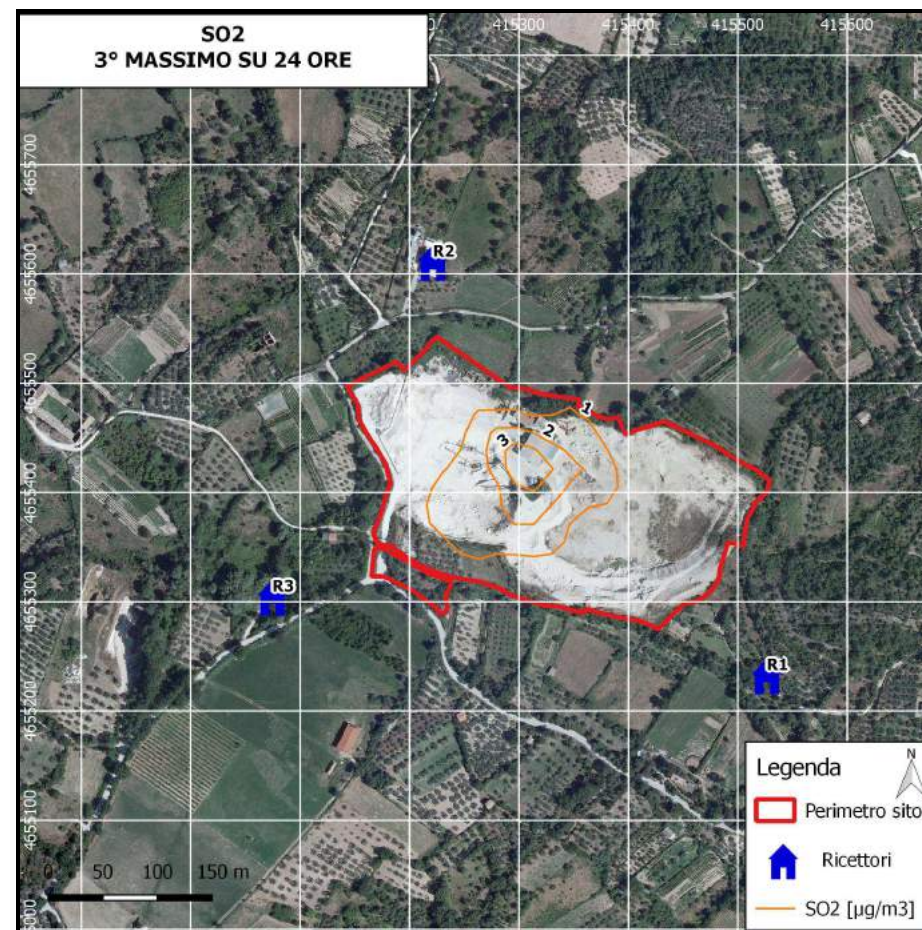 SO2
3° MASSIMO SU 24 ORE
415300
415400
415500
415600
4655700
4655600
4655500
4655400
4655300
4655200
4655100
R2
1
2
3
R3
R1
0 50 100 150 m
Legenda
N
Perimetro sito
Ricettori
SO2 [µg/m3]